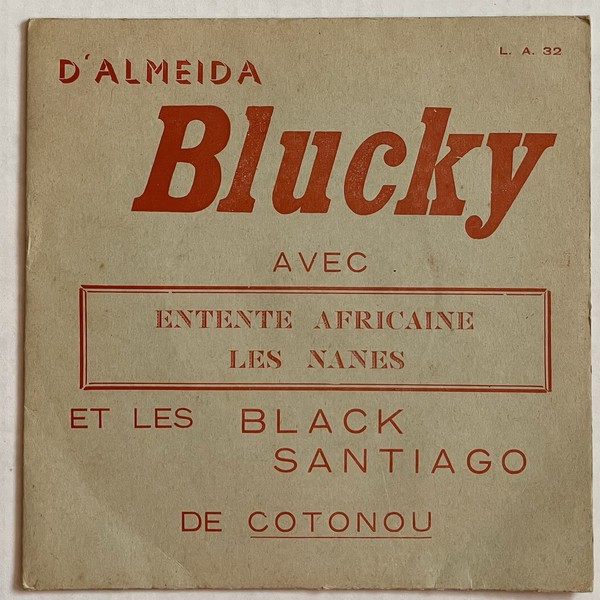 L. A. 32
D'ALMEIDA
Blucky
AVEC
ENTENTE AFRICAINE
LES NANES
ET LES BLACK
SANTIAGO
DE COTONOU